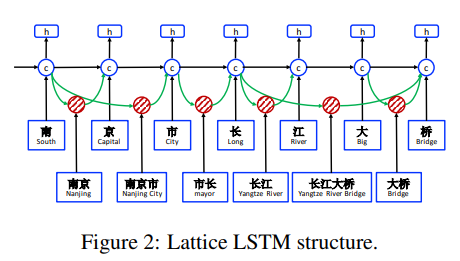 h h h h h h h
c c c c c c c
南 京 市 长 江 大 桥
South Capital City Long River Big Bridge
南京 南京市 市长 长江 长江大桥 大桥
Nanjing Nanjing City mayor Yangtze River Yangtze River Bridge Bridge
Figure 2: Lattice LSTM structure.